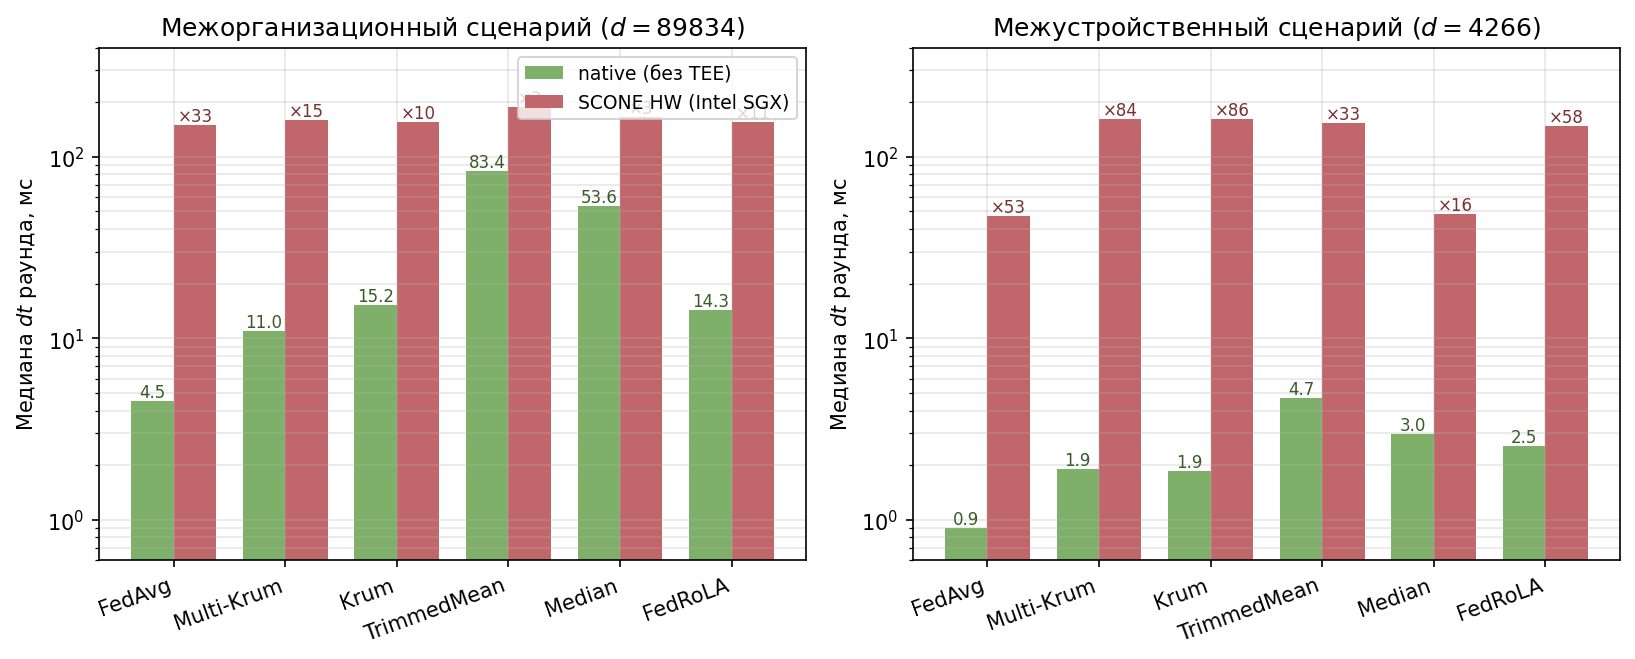 Межорганизационный сценарий (d = 89834)
native (без TEE)
SCONE HW (Intel SGX)
Медиана dt раунда, мс
10²
10¹
10⁰
4.5
×33
11.0
×15
15.2
×10
83.4
×2
53.6
×3
14.3
×11
FedAvg
Multi-Krum
Krum
TrimmedMean
Median
FedRoLA
Межустройственный сценарий (d = 4266)
Медиана dt раунда, мс
10²
10¹
10⁰
0.9
×53
1.9
×84
1.9
×86
4.7
×33
3.0
×16
2.5
×58
FedAvg
Multi-Krum
Krum
TrimmedMean
Median
FedRoLA